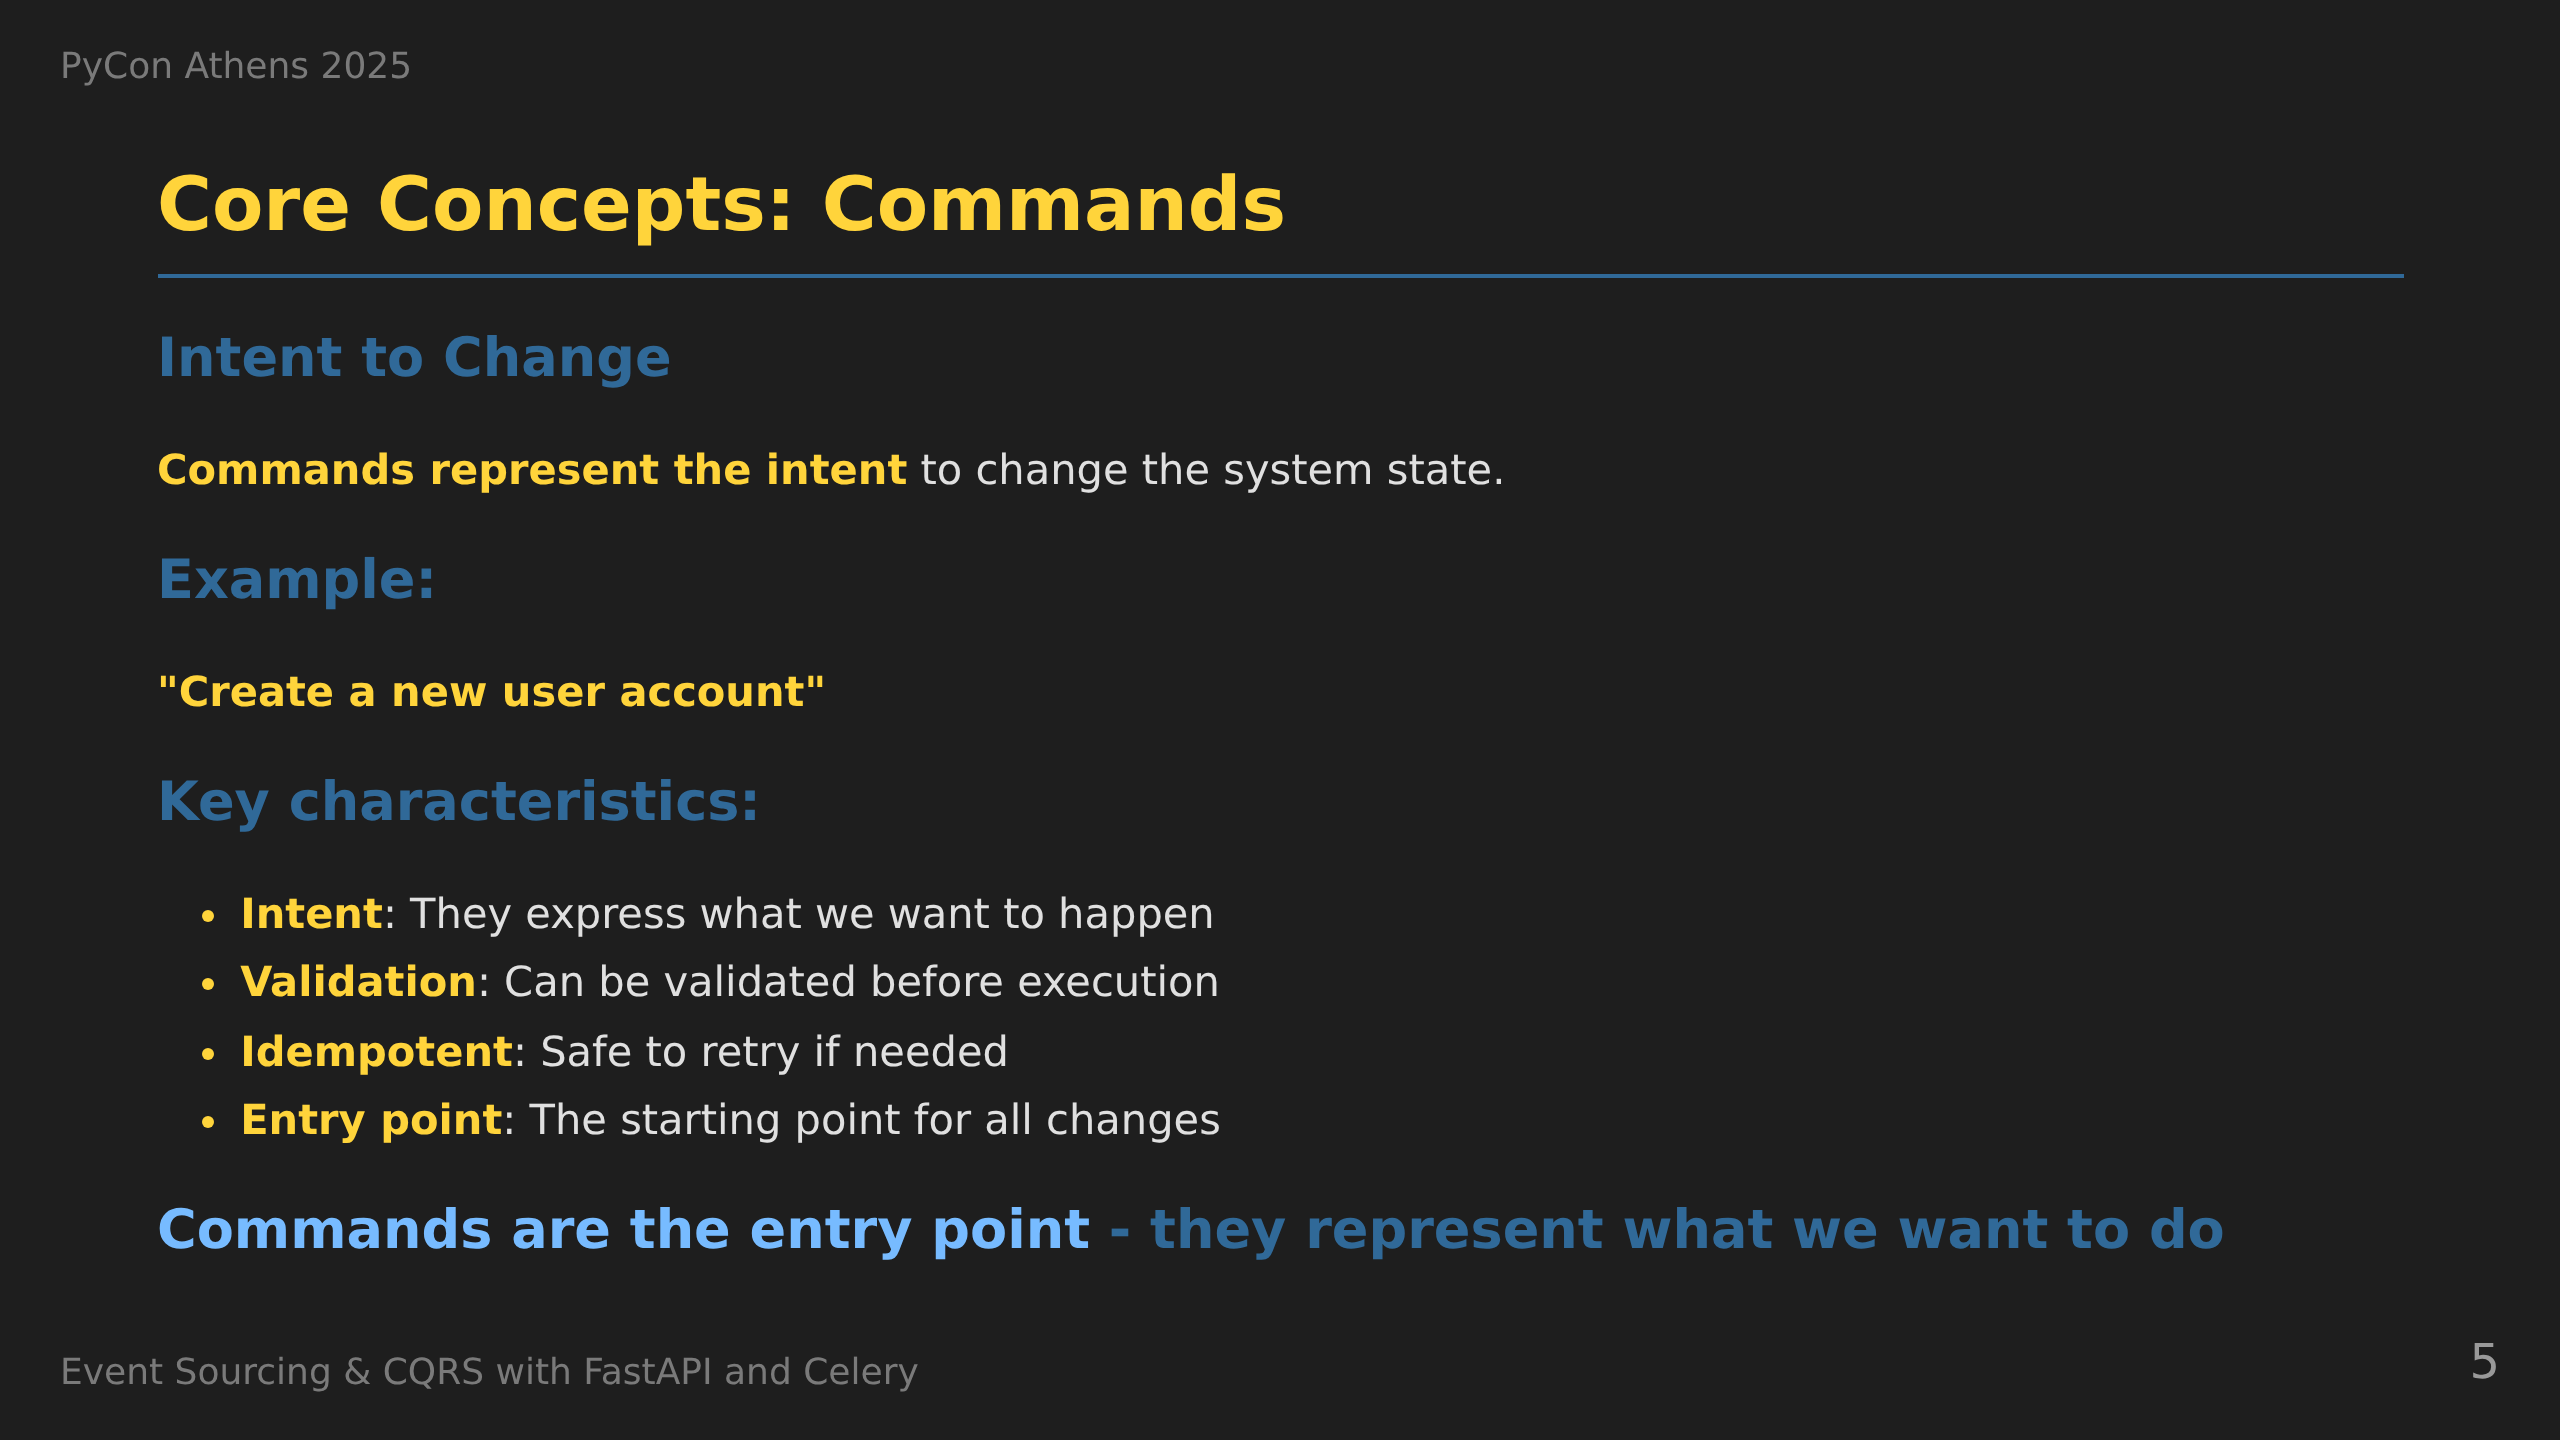 PyCon Athens 2025
Core Concepts: Commands
Intent to Change
Commands represent the intent to change the system state.
Example:
"Create a new user account"
Key characteristics:
• Intent: They express what we want to happen
• Validation: Can be validated before execution
• Idempotent: Safe to retry if needed
• Entry point: The starting point for all changes
Commands are the entry point - they represent what we want to do
Event Sourcing & CQRS with FastAPI and Celery
5